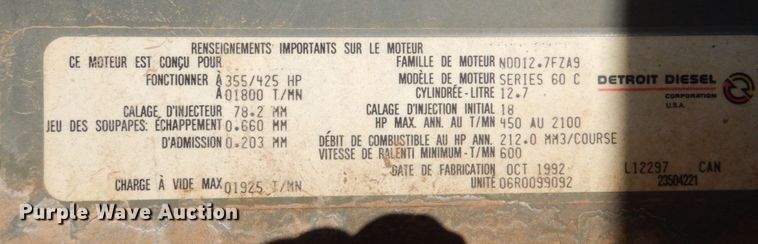 RENSEIGNEMENTS IMPORTANTS SUR LE MOTEUR
CE MOTEUR EST CONÇU POUR
FAMILLE DE MOTEUR NDD12.7FZA9
FONCTIONNER À 355/425 HP
MODÈLE DE MOTEUR SERIES 60 C
À 01800 T/MN
CYLINDRÉE-LITRE 12.7
CALAGE D'INJECTEUR 78.2 MM
CALAGE D'INJECTION INITIAL 18
JEU DES SOUPAPES: ÉCHAPPEMENT 0.660 MM
HP MAX. ANN. AU T/MN 450 AU 2100
D'ADMISSION 0.203 MM
DÉBIT DE COMBUSTIBLE AU HP ANN. 212.0 MM3/COURSE
VITESSE DE RALENTI MINIMUM-T/MN 600
DATE DE FABRICATION OCT 1992
L12297 CAN
CHARGE À VIDE MAX 01925 T/MN
UNITÉ 06R0099092
23504221
DETROIT DIESEL
CORPORATION
U.S.A.
Purple Wave Auction